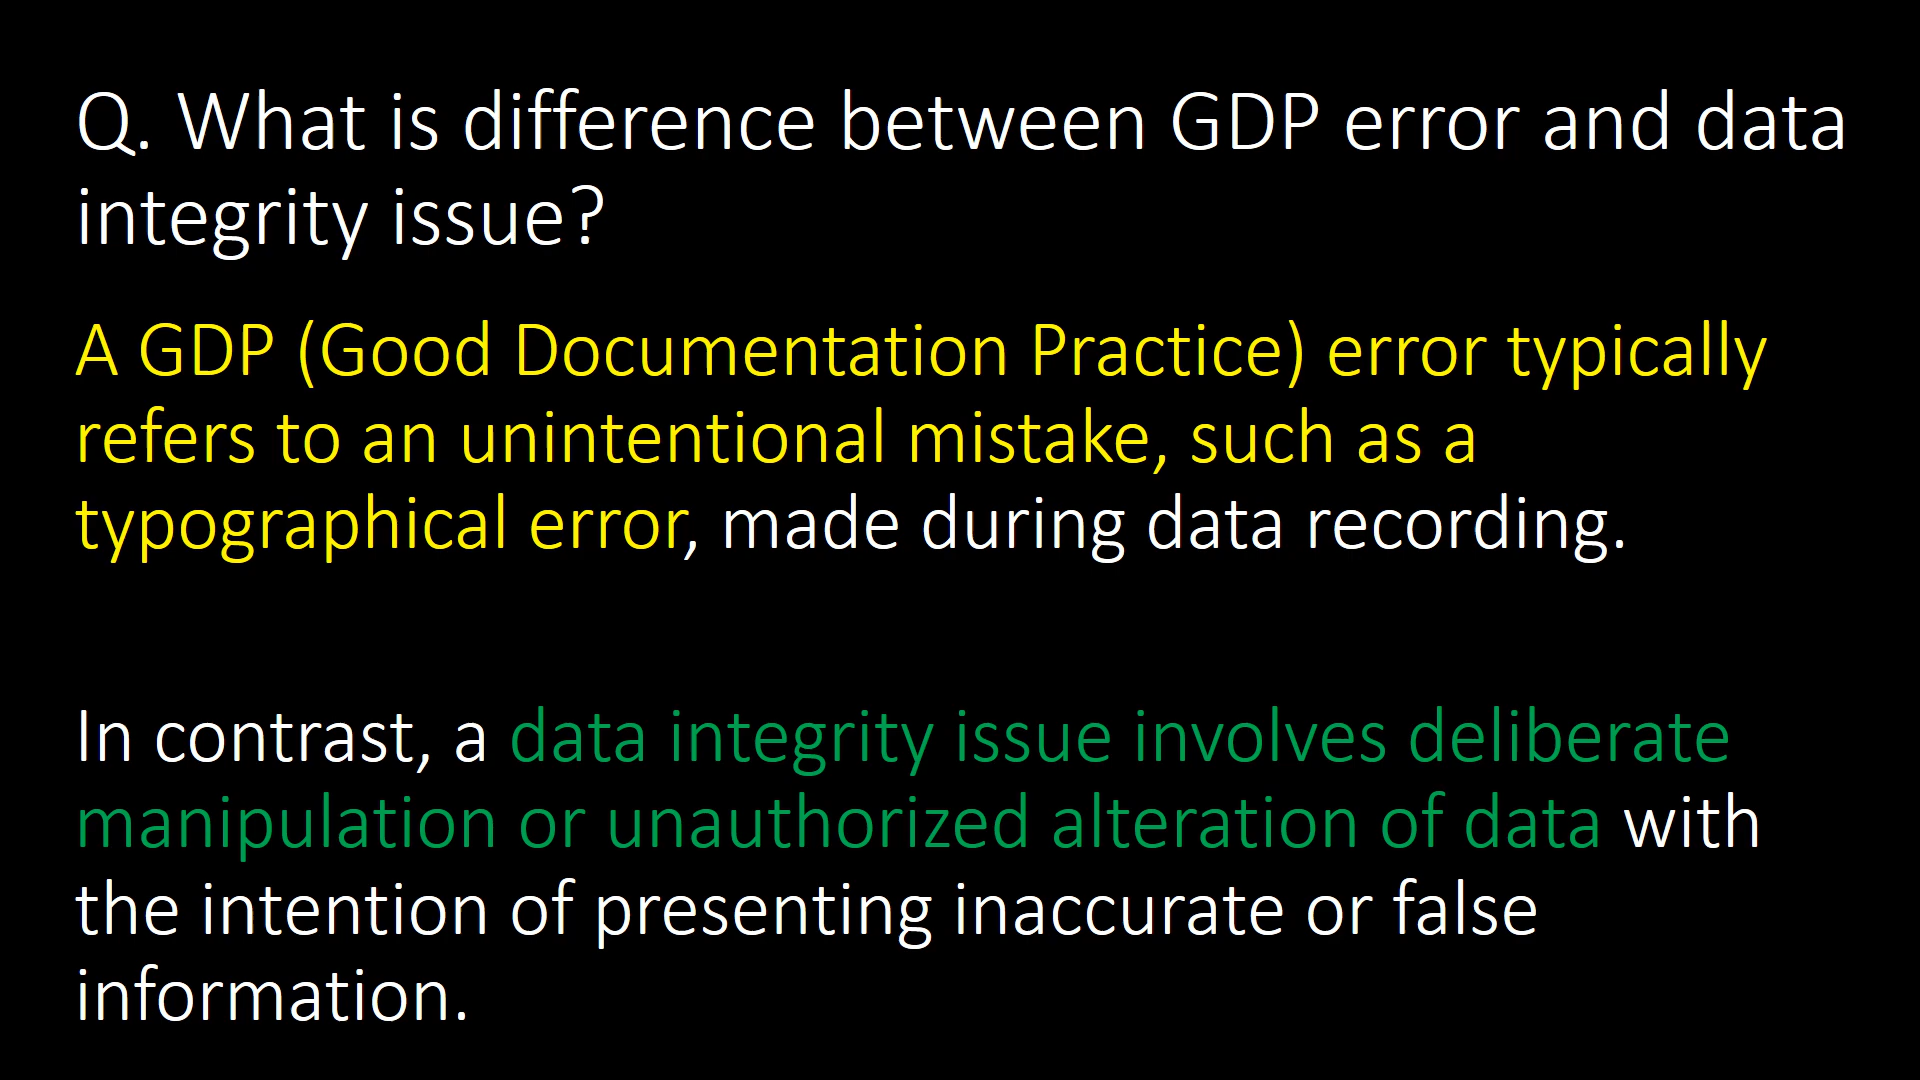 Q. What is difference between GDP error and data
integrity issue?
A GDP (Good Documentation Practice) error typically
refers to an unintentional mistake, such as a
typographical error, made during data recording.
In contrast, a data integrity issue involves deliberate
manipulation or unauthorized alteration of data with
the intention of presenting inaccurate or false
information.